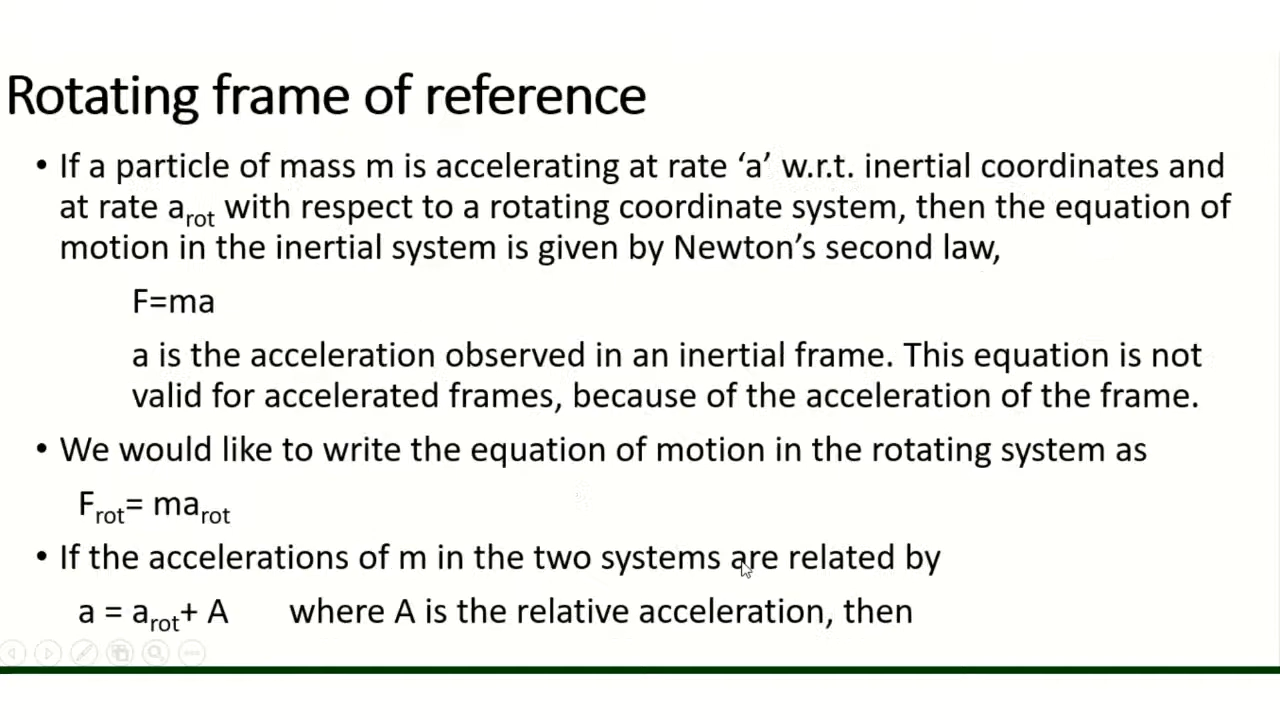 Rotating frame of reference
• If a particle of mass m is accelerating at rate ‘a’ w.r.t. inertial coordinates and
at rate a_rot with respect to a rotating coordinate system, then the equation of
motion in the inertial system is given by Newton’s second law,
F=ma
a is the acceleration observed in an inertial frame. This equation is not
valid for accelerated frames, because of the acceleration of the frame.
• We would like to write the equation of motion in the rotating system as
F_rot= ma_rot
• If the accelerations of m in the two systems are related by
a = a_rot+ A where A is the relative acceleration, then